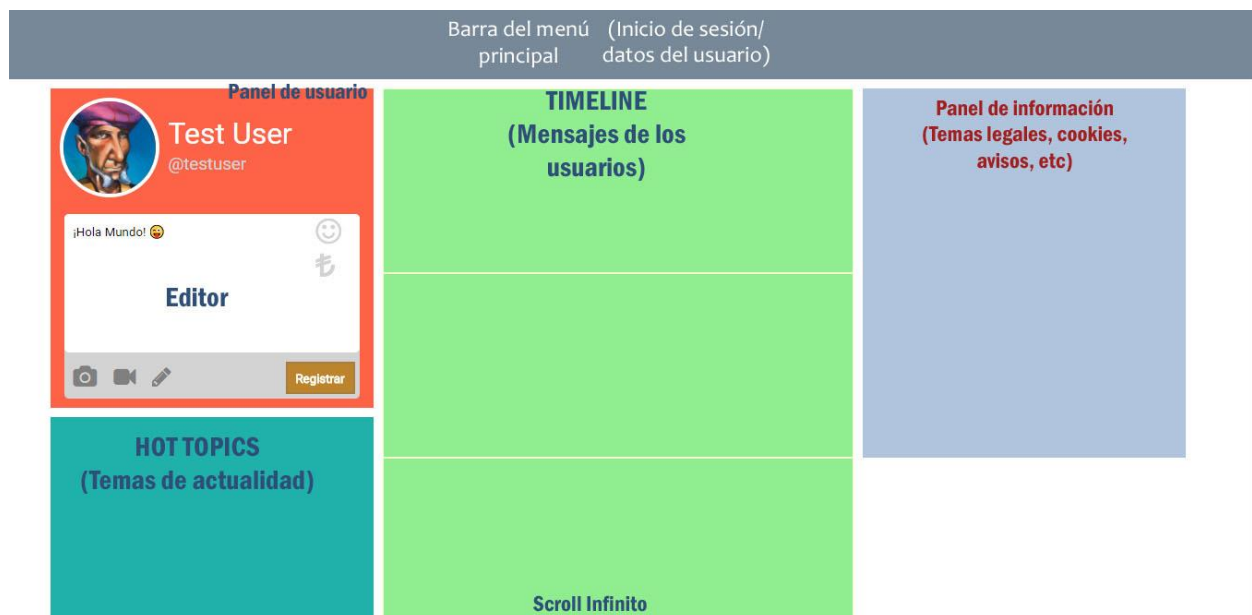 Barra del menú
principal
(Inicio de sesión/
datos del usuario)
Panel de usuario
Test User
@testuser
¡Hola Mundo! 😜
Editor
Registrar
HOT TOPICS
(Temas de actualidad)
TIMELINE
(Mensajes de los
usuarios)
Scroll Infinito
Panel de información
(Temas legales, cookies,
avisos, etc)